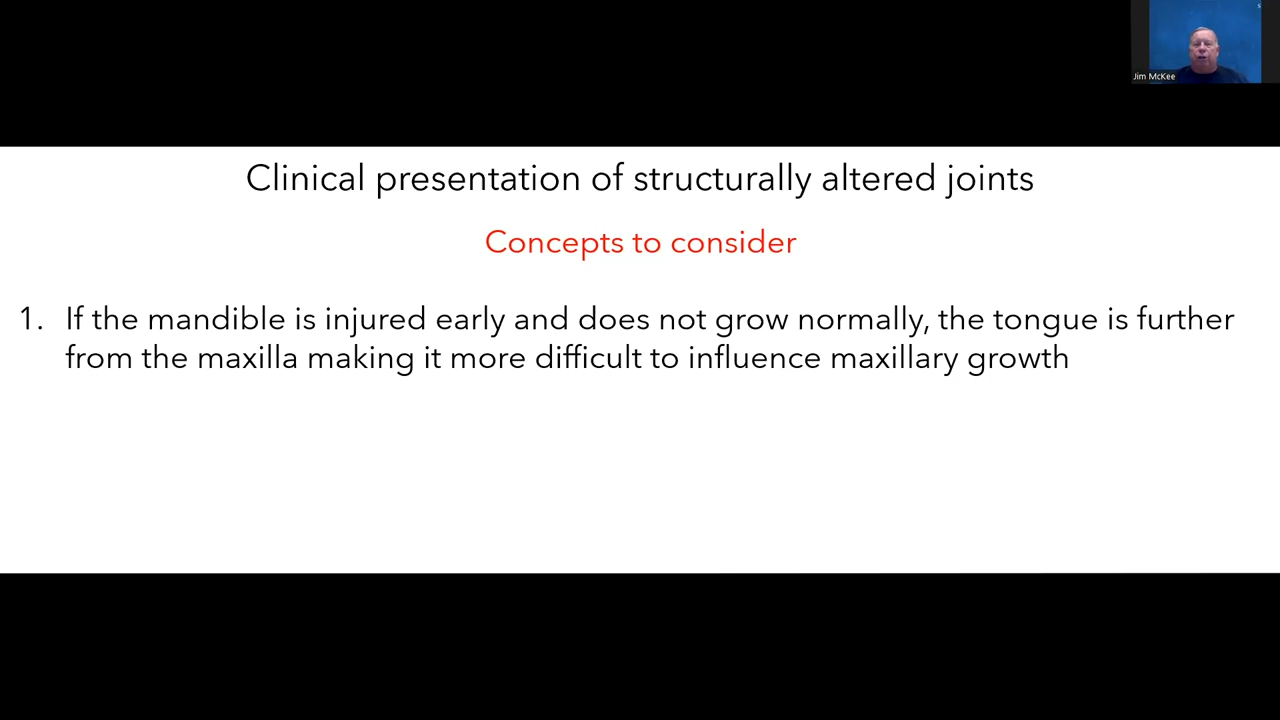 Jim McKee
Clinical presentation of structurally altered joints
Concepts to consider
1. If the mandible is injured early and does not grow normally, the tongue is further
from the maxilla making it more difficult to influence maxillary growth